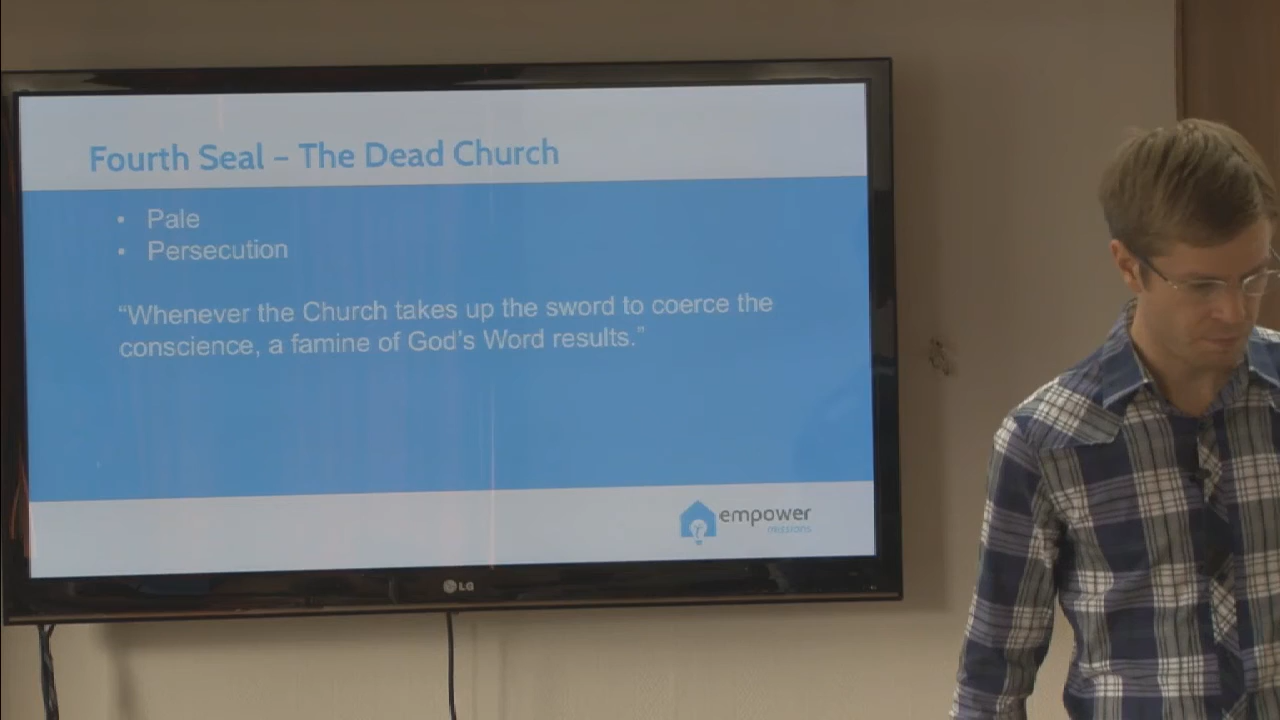 Fourth Seal – The Dead Church
• Pale
• Persecution
“Whenever the Church takes up the sword to coerce the
conscience, a famine of God’s Word results.”
empower
missions
LG